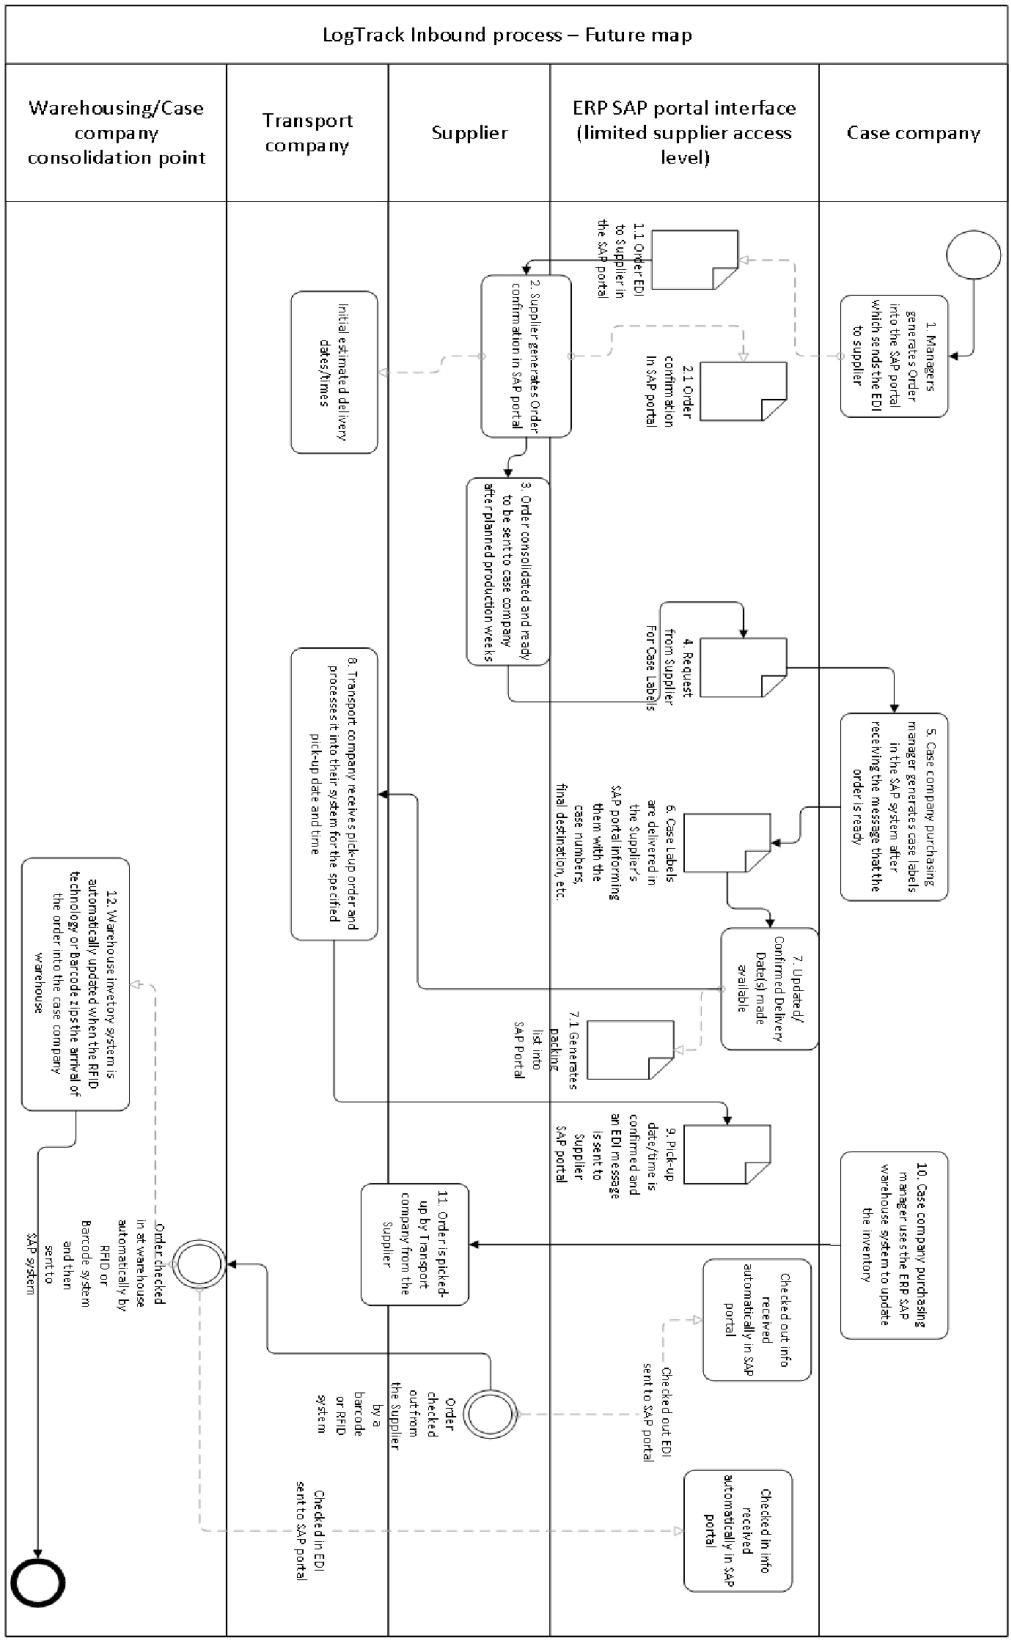 LogTrack Inbound process – Future map
Warehousing/Case
company
consolidation point
Transport
company
Supplier
ERP SAP portal interface
(limited supplier access
level)
Case company
1. Managers
generates Order
into the SAP portal
which sends the EDI
to supplier
1.1 Order EDI
to Supplier in
the SAP portal
2. Supplier generates Order
confirmation in SAP portal
2.1 Order
confirmation
In SAP portal
Initial estimated delivery
dates/times
3. Order consolidated and ready
to be sent to case company
after planned production weeks
4. Request
from Supplier
For Case Labels
5. Case company purchasing
manager generates case labels
in the SAP system after
receiving the message that the
order is ready
6. Case Labels
are delivered in
the Supplier's
SAP portal informing
them with the
case numbers,
final destination, etc.
7. Updated/
Confirmed Delivery
Date(s) made
available
7.1 Generates
packing
list into
SAP Portal
8. Transport company receives pick-up order and
processes it into their system for the specified
pick-up date and time
9. Pick-up
date/time is
confirmed and
an EDI message
is sent to
Supplier
SAP portal
10. Case company purchasing
manager uses the ERP SAP
warehouse system to update
the inventory
11. Order is picked-
up by Transport
company from the
Supplier
Checked out info
received
automatically in SAP
portal
Checked out EDI
sent to SAP portal
Order
checked
out from
the Supplier
by a
barcode
or RFID
system
12. Warehouse invetory system is
automatically updated when the RFID
technology or Barcode zips the arrival of
the order into the case company
warehouse
Order checked
in at warehouse
automatically by
RFID or
Barcode system
and then
sent to
SAP system
Checked in EDI
sent to SAP portal
Checked in info
received
automatically in SAP
portal